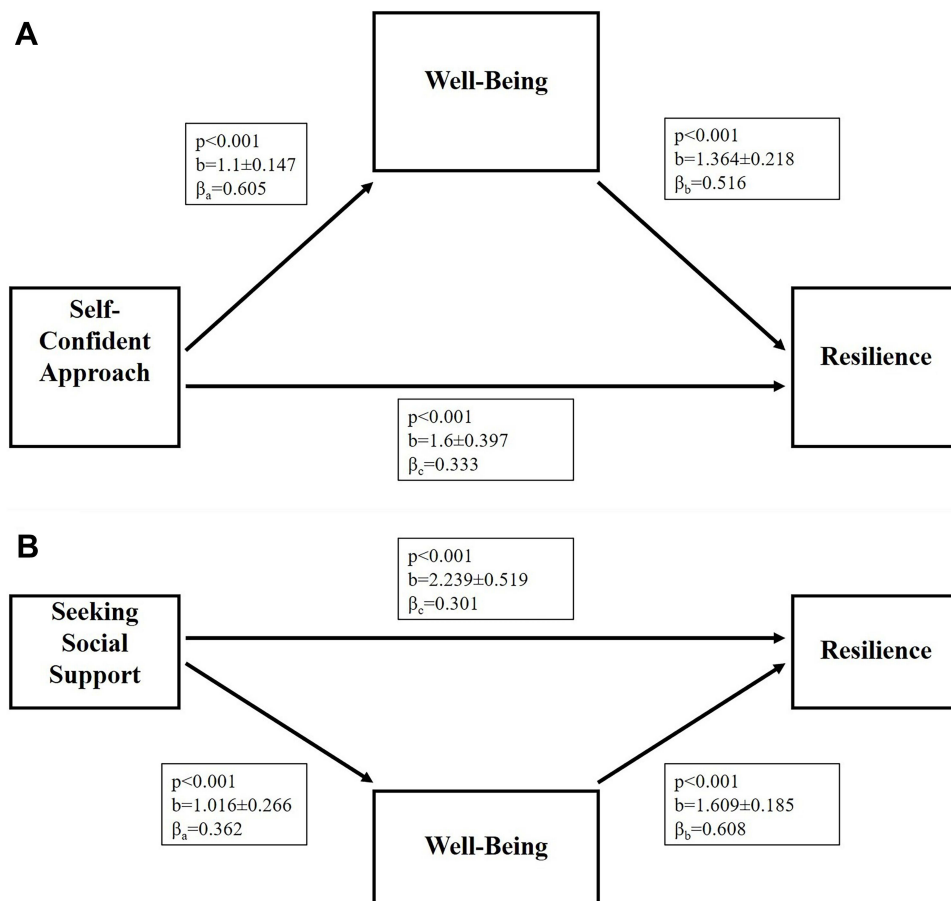 A
Well-Being
p<0.001
b=1.1±0.147
βa=0.605
p<0.001
b=1.364±0.218
βb=0.516
Self-
Confident
Approach
Resilience
p<0.001
b=1.6±0.397
βc=0.333
B
p<0.001
b=2.239±0.519
βc=0.301
Seeking
Social
Support
Resilience
p<0.001
b=1.016±0.266
βa=0.362
Well-Being
p<0.001
b=1.609±0.185
βb=0.608